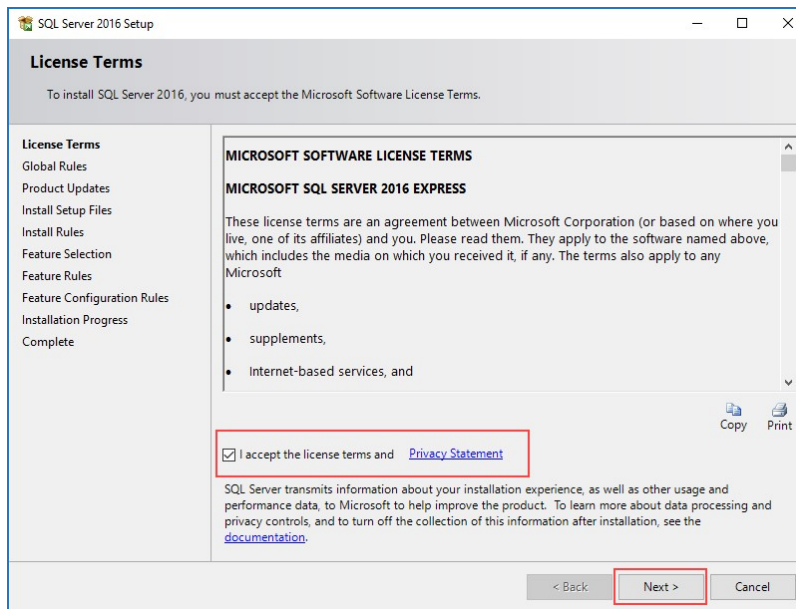 SQL Server 2016 Setup
License Terms
To install SQL Server 2016, you must accept the Microsoft Software License Terms.
License Terms
Global Rules
Product Updates
Install Setup Files
Install Rules
Feature Selection
Feature Rules
Feature Configuration Rules
Installation Progress
Complete
MICROSOFT SOFTWARE LICENSE TERMS
MICROSOFT SQL SERVER 2016 EXPRESS
These license terms are an agreement between Microsoft Corporation (or based on where you
live, one of its affiliates) and you. Please read them. They apply to the software named above,
which includes the media on which you received it, if any. The terms also apply to any
Microsoft
• updates,
• supplements,
• Internet-based services, and
Copy Print
I accept the license terms and Privacy Statement
SQL Server transmits information about your installation experience, as well as other usage and
performance data, to Microsoft to help improve the product. To learn more about data processing and
privacy controls, and to turn off the collection of this information after installation, see the
documentation.
< Back Next > Cancel